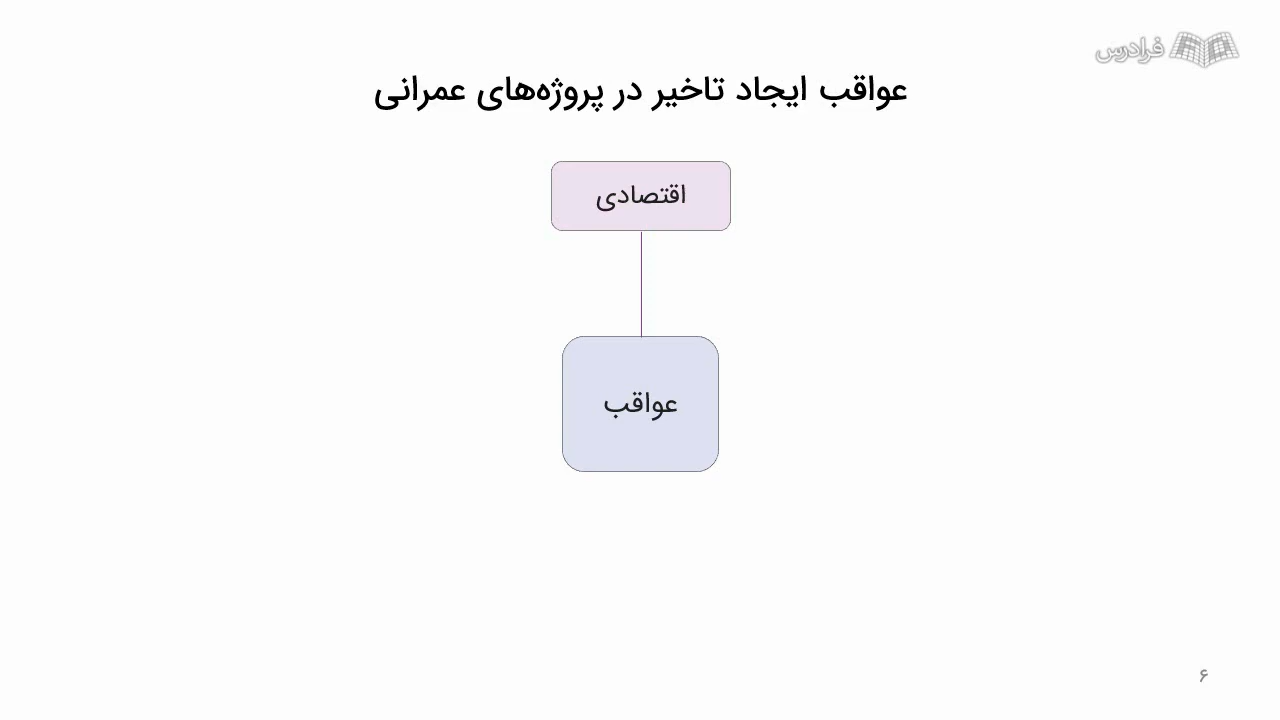 فرادرس
عواقب ایجاد تاخیر در پروژه‌های عمرانی
اقتصادی
عواقب
۶